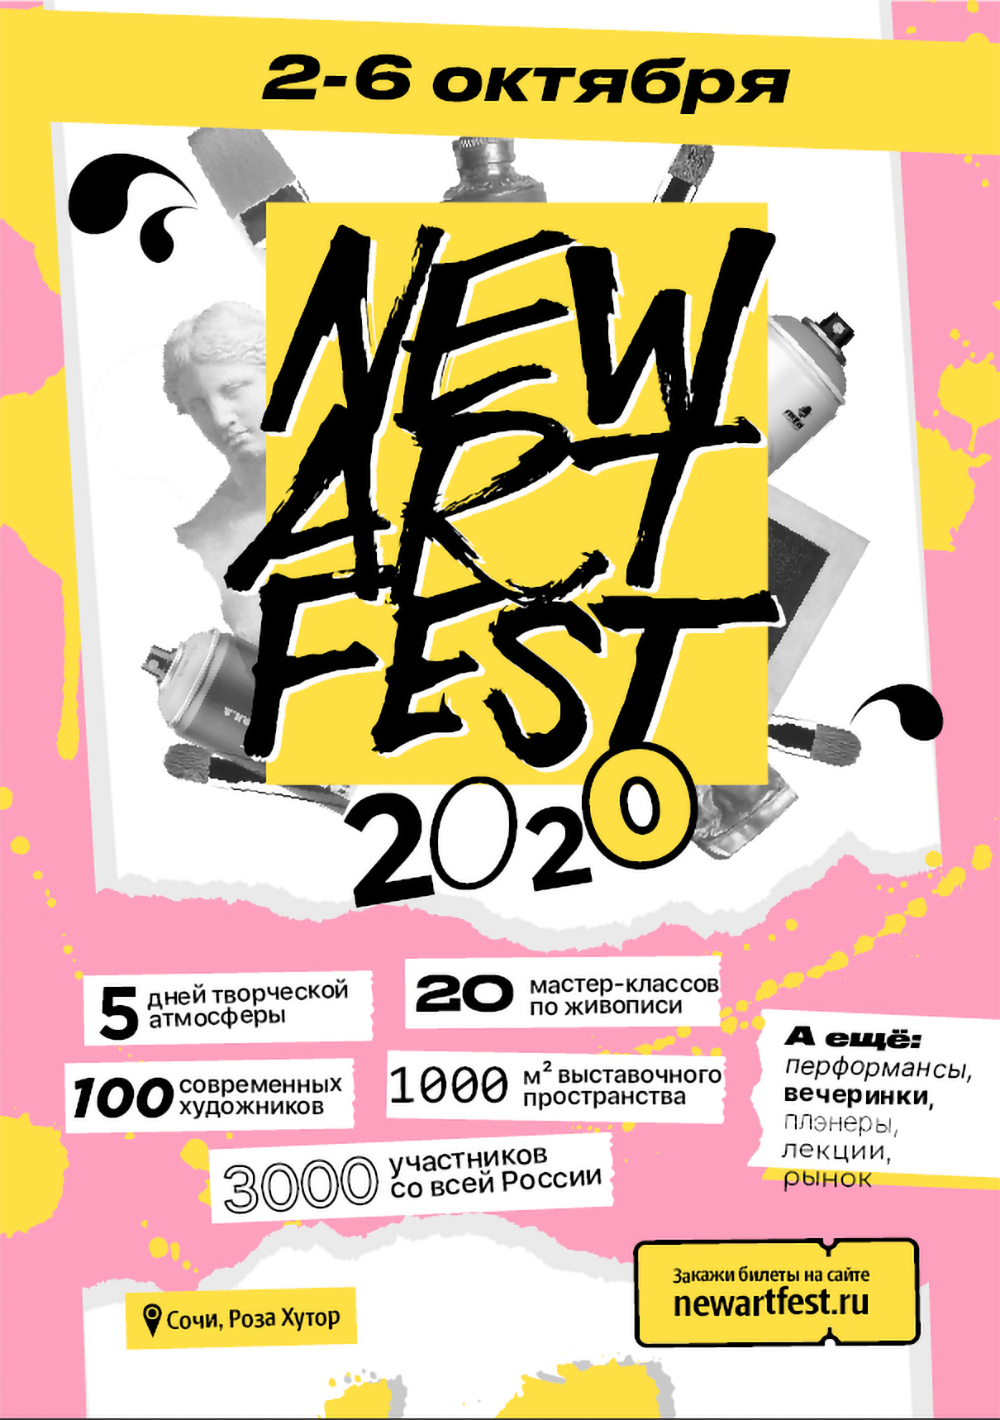 2-6 октября
NEW
ART
FEST
2020
5 дней творческой
атмосферы
20 мастер-классов
по живописи
100 современных
художников
1000 м² выставочного
пространства
3000 участников
со всей России
А ещё:
перформансы,
вечеринки,
плэнеры,
лекции,
рынок
Сочи, Роза Хутор
Закажи билеты на сайте
newartfest.ru